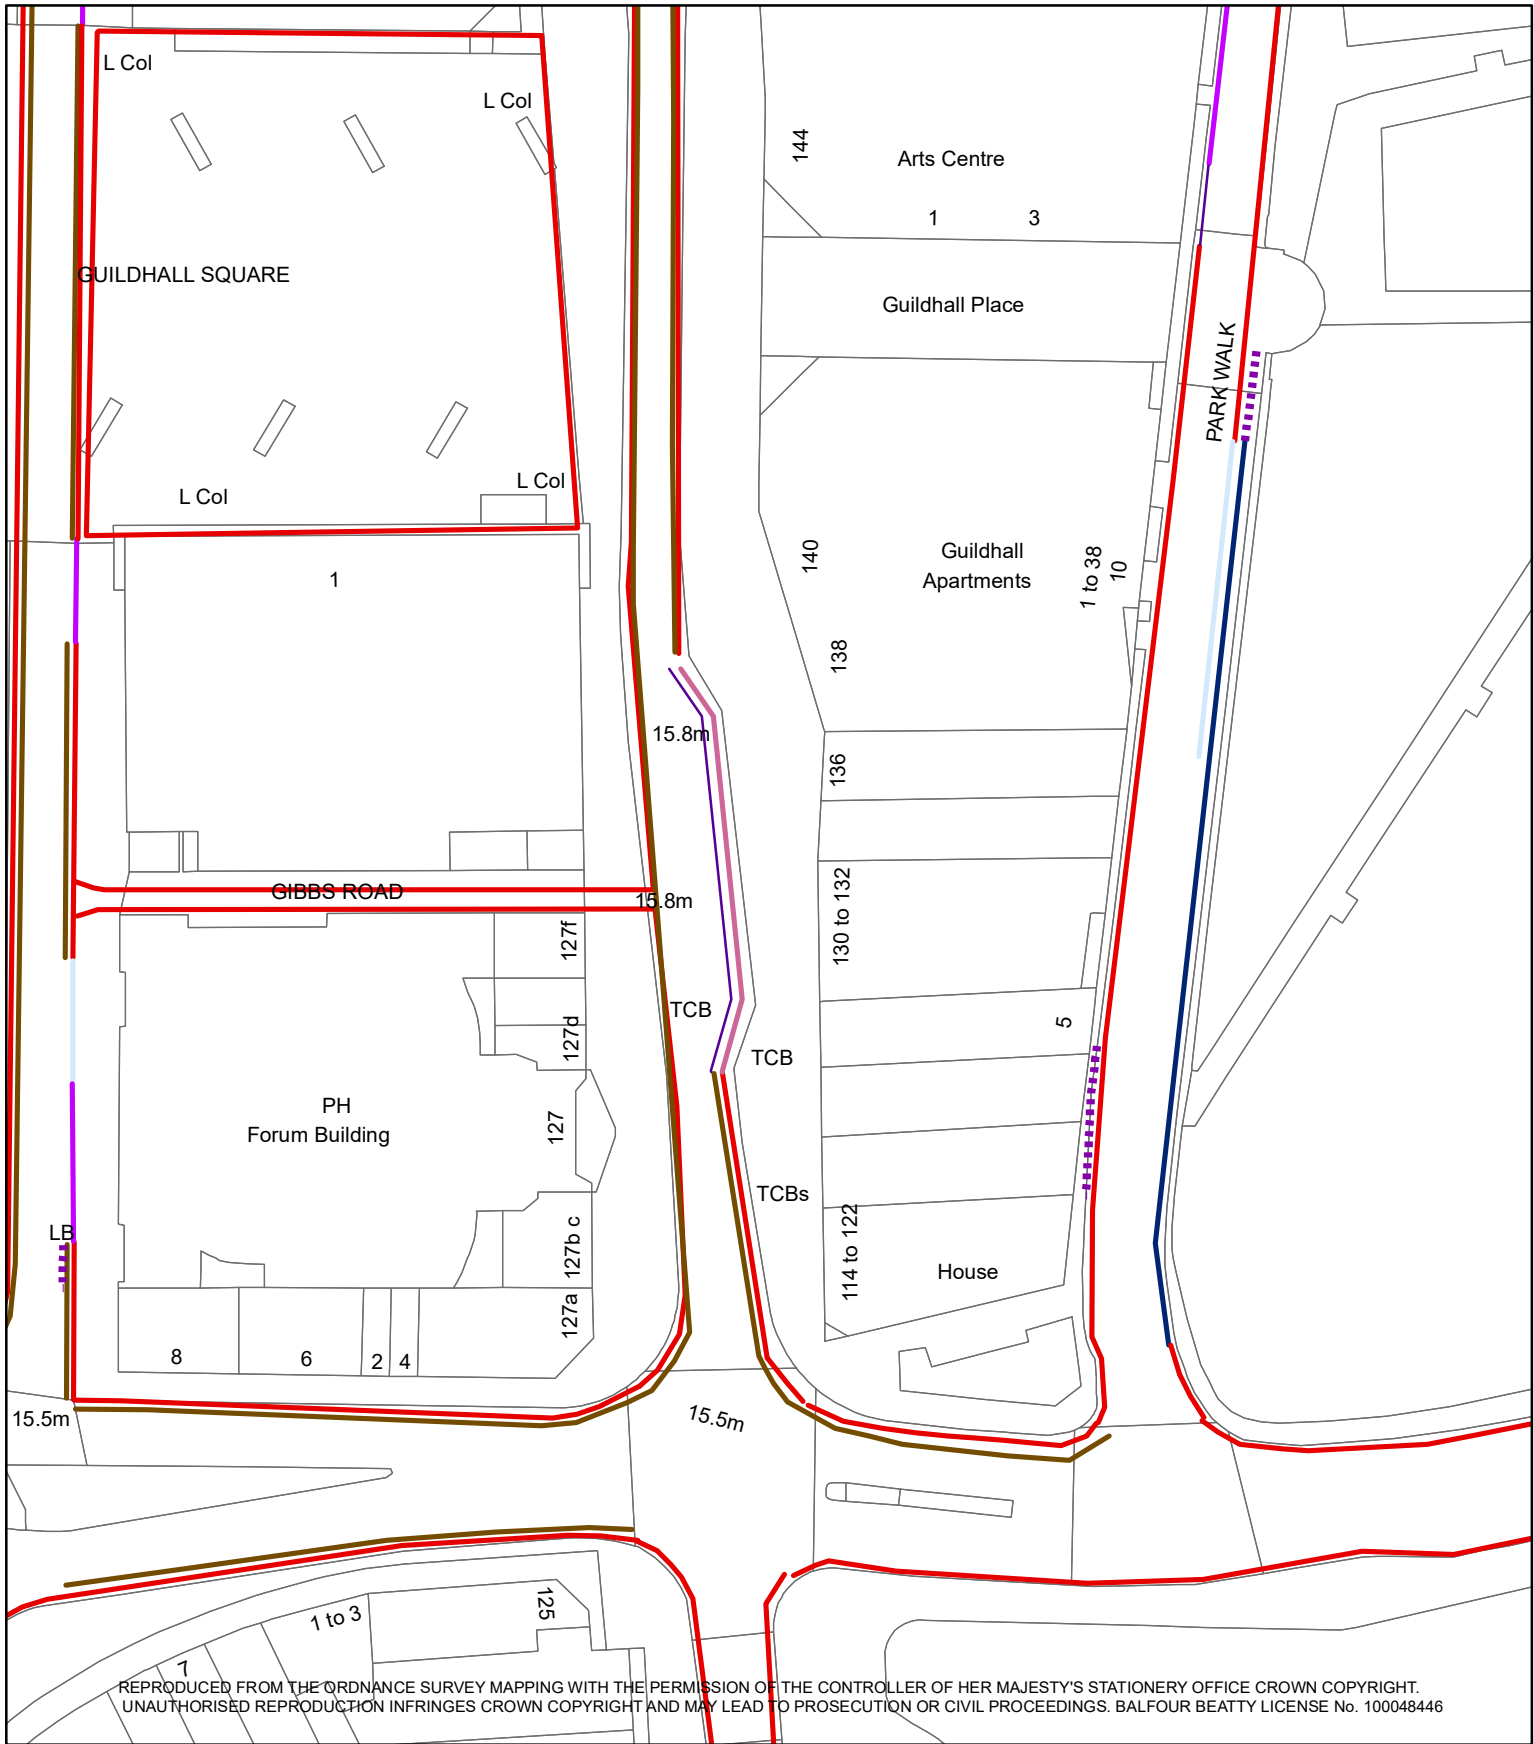 L Col
L Col
144
Arts Centre
1
3
GUILDHALL SQUARE
Guildhall Place
PARK WALK
L Col
L Col
140
Guildhall
Apartments
1 to 38
10
1
138
15.8m
136
GIBBS ROAD
15.8m
130 to 132
127f
TCB
127d
5
TCB
PH
Forum Building
127
TCBs
LB
127b c
114 to 122
House
127a
8
6
2
4
15.5m
15.5m
125
1 to 3
7
REPRODUCED FROM THE ORDNANCE SURVEY MAPPING WITH THE PERMISSION OF THE CONTROLLER OF HER MAJESTY'S STATIONERY OFFICE CROWN COPYRIGHT.
UNAUTHORISED REPRODUCTION INFRINGES CROWN COPYRIGHT AND MAY LEAD TO PROSECUTION OR CIVIL PROCEEDINGS. BALFOUR BEATTY LICENSE No. 100048446